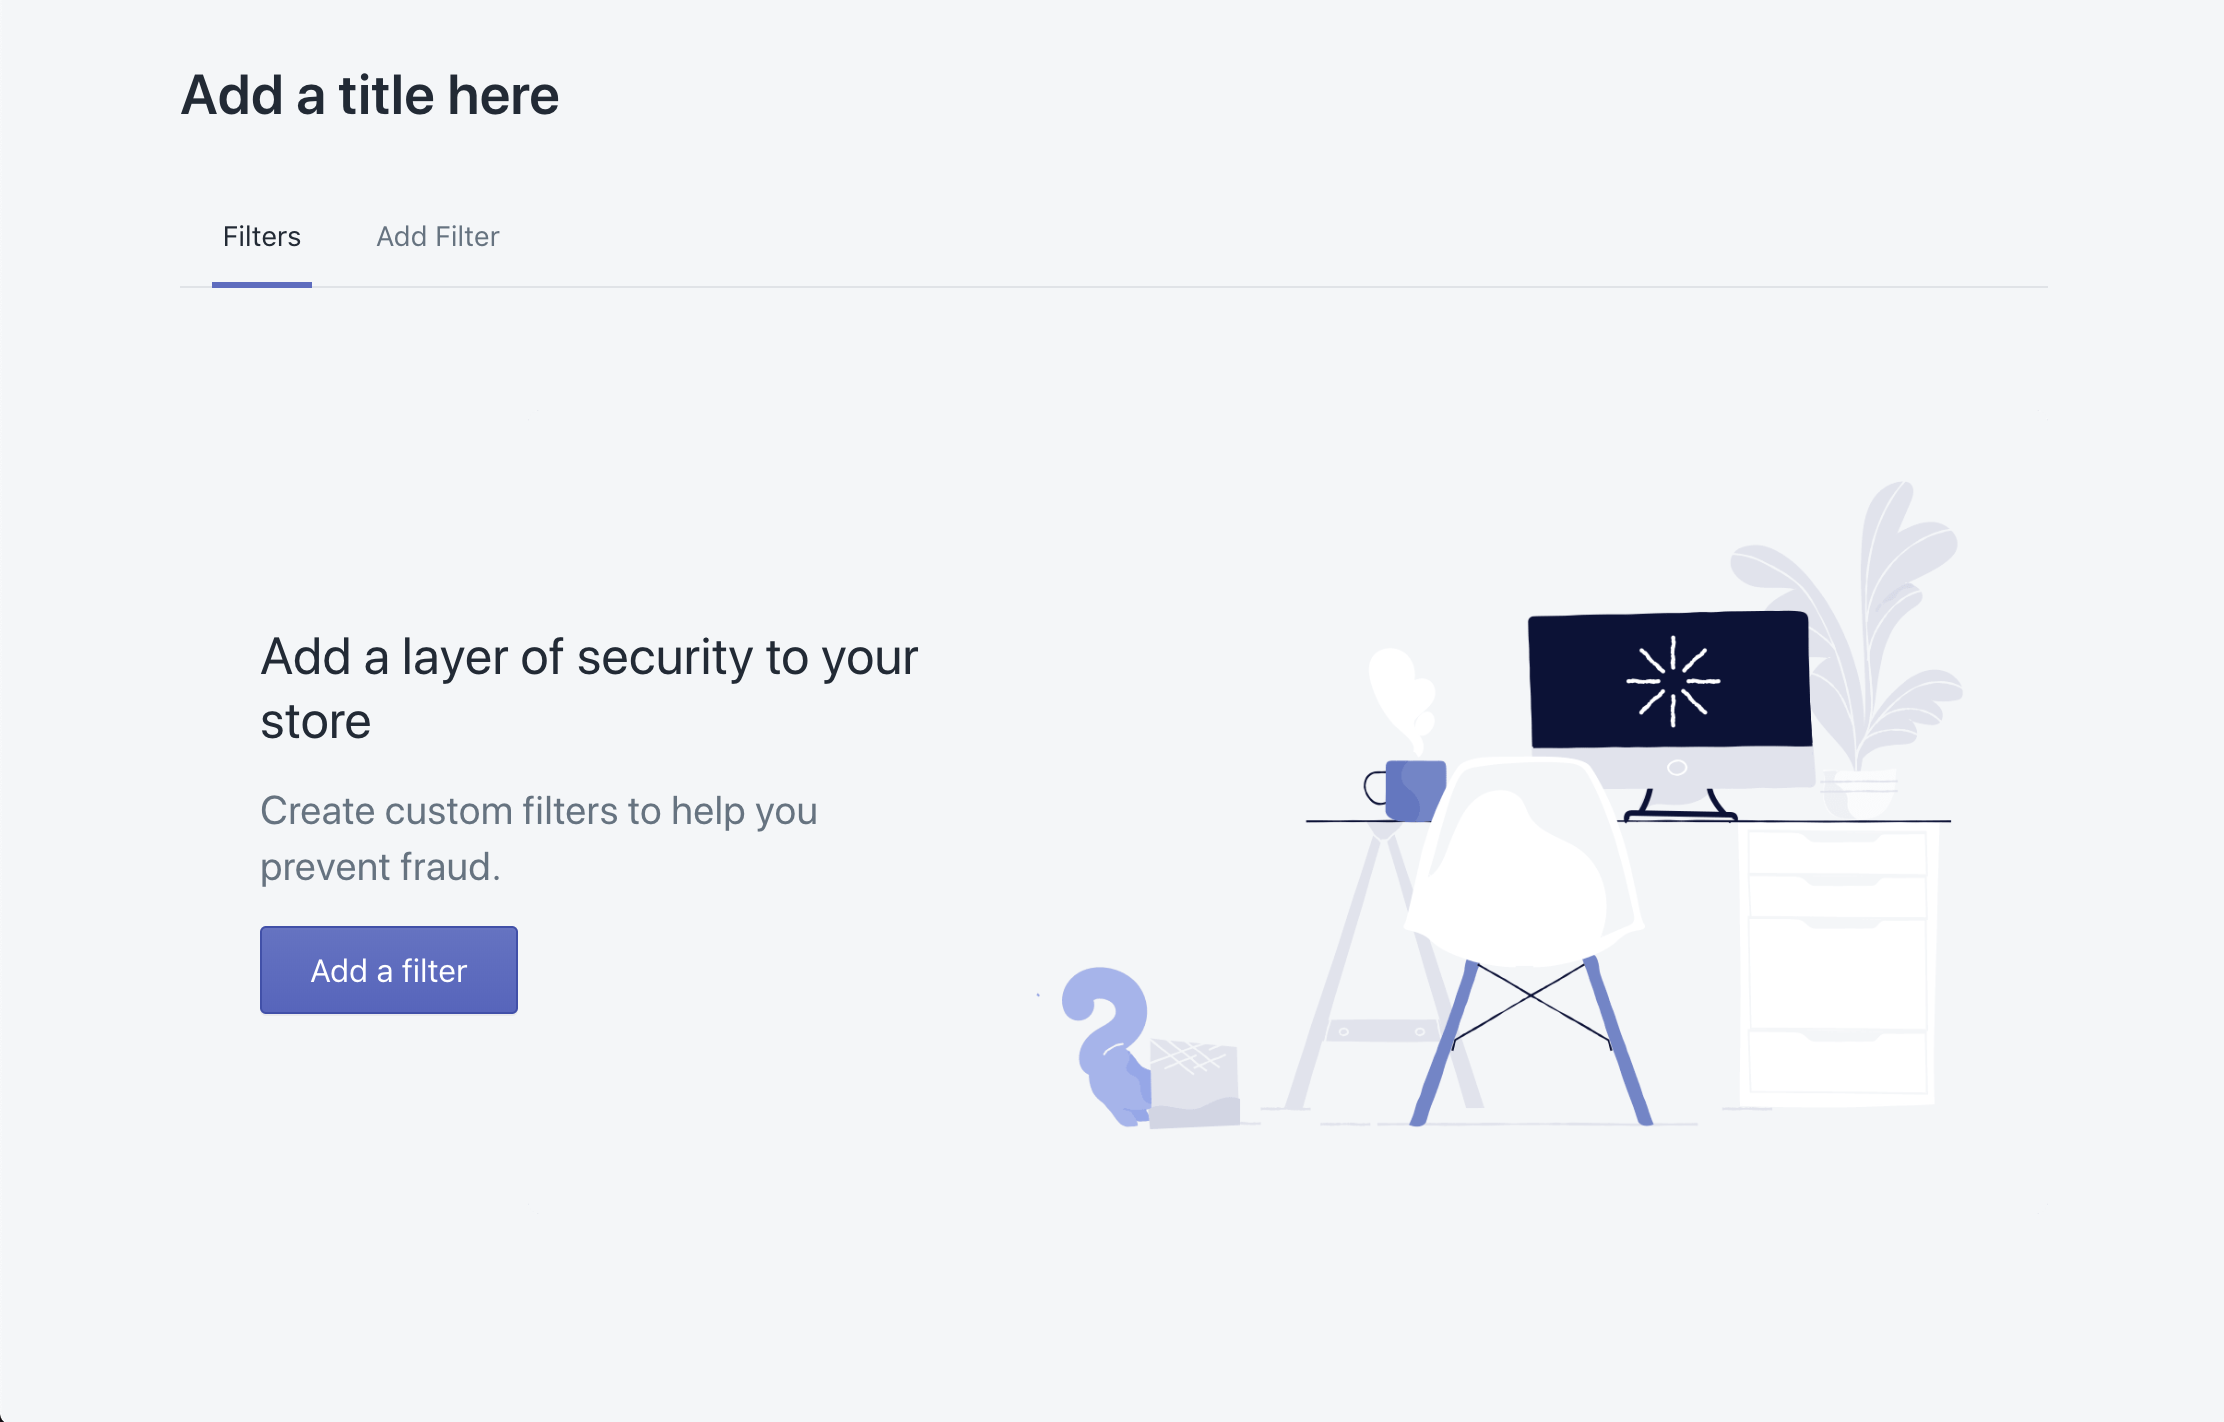 Add a title here
Filters Add Filter
Add a layer of security to your
store
Create custom filters to help you
prevent fraud.
Add a filter